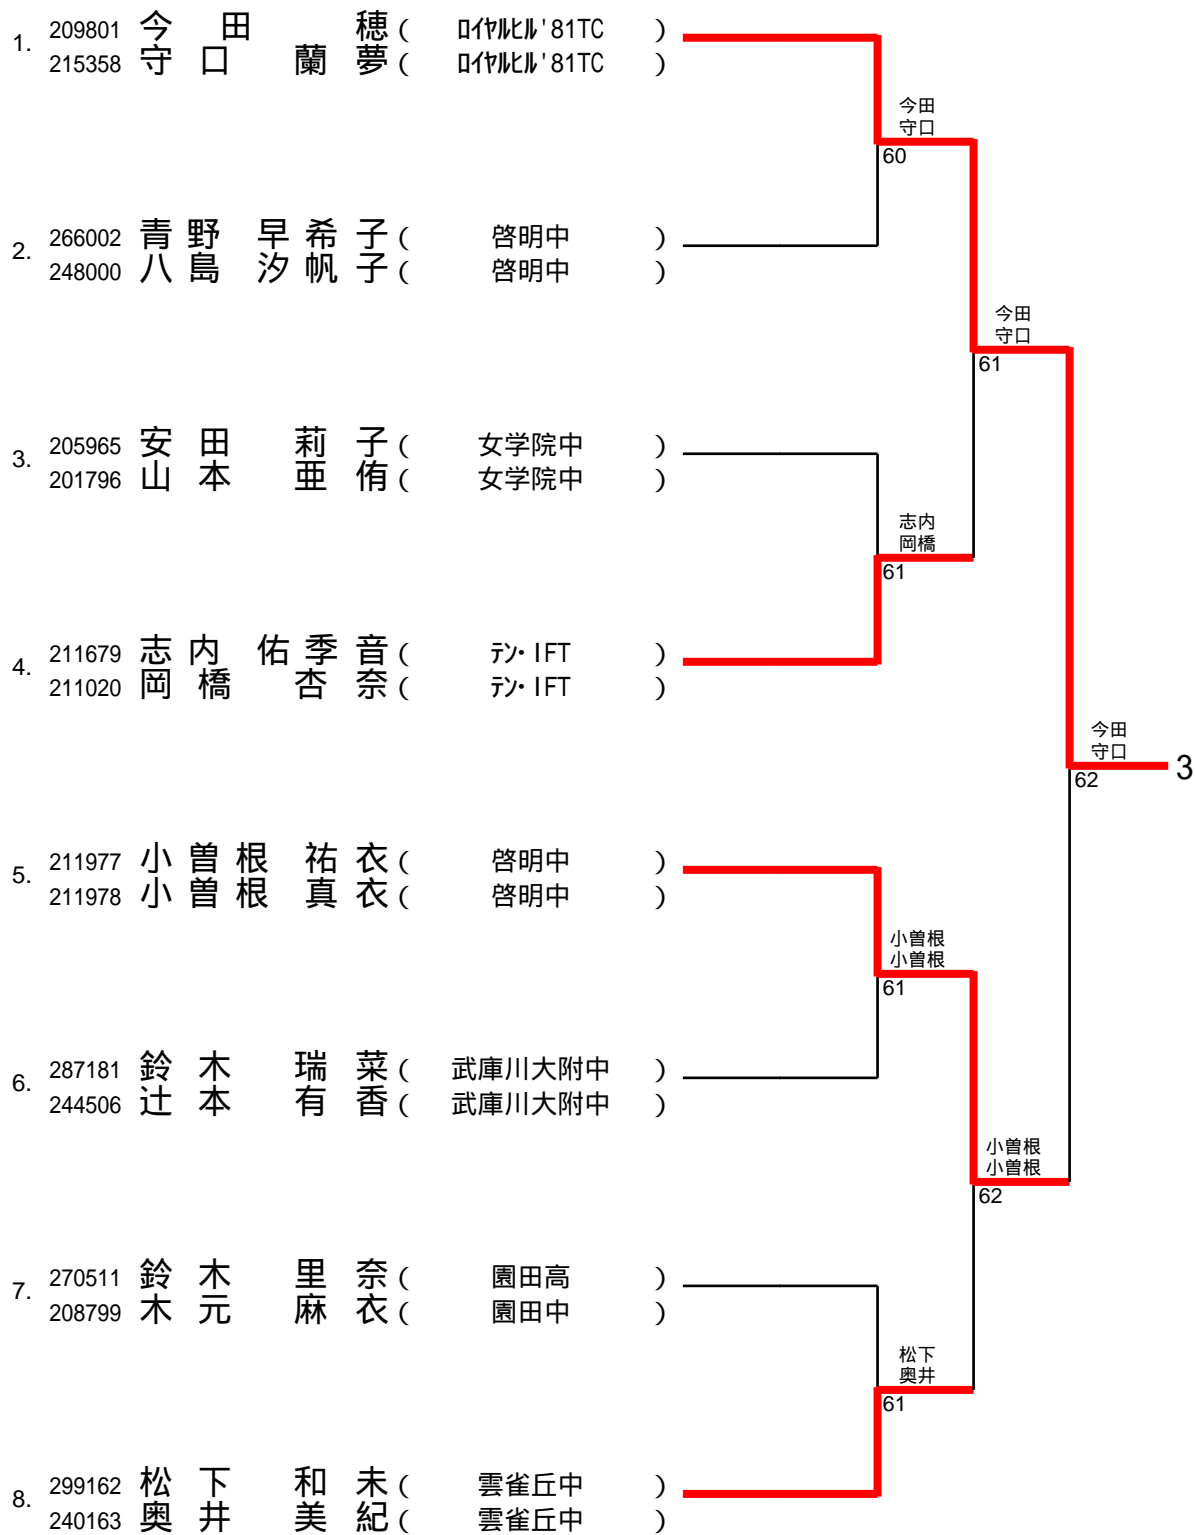 1. 209801 今田 穂 ( ﾛｲﾔﾙﾋﾙ'81TC )
215358 守口 蘭夢 ( ﾛｲﾔﾙﾋﾙ'81TC )
今田
守口
60
2. 266002 青野 早希子 ( 啓明中 )
248000 八島 汐帆子 ( 啓明中 )
今田
守口
61
3. 205965 安田 莉子 ( 女学院中 )
201796 山本 亜侑 ( 女学院中 )
志内
岡橋
61
4. 211679 志内 佑季音 ( ﾃﾝ･IFT )
211020 岡橋 杏奈 ( ﾃﾝ･IFT )
今田
守口
62
3
5. 211977 小曽根 祐衣 ( 啓明中 )
211978 小曽根 真衣 ( 啓明中 )
小曽根
小曽根
61
6. 287181 鈴木 瑞菜 ( 武庫川大附中 )
244506 辻本 有香 ( 武庫川大附中 )
小曽根
小曽根
62
7. 270511 鈴木 里奈 ( 園田高 )
208799 木元 麻衣 ( 園田中 )
松下
奥井
61
8. 299162 松下 和未 ( 雲雀丘中 )
240163 奥井 美紀 ( 雲雀丘中 )